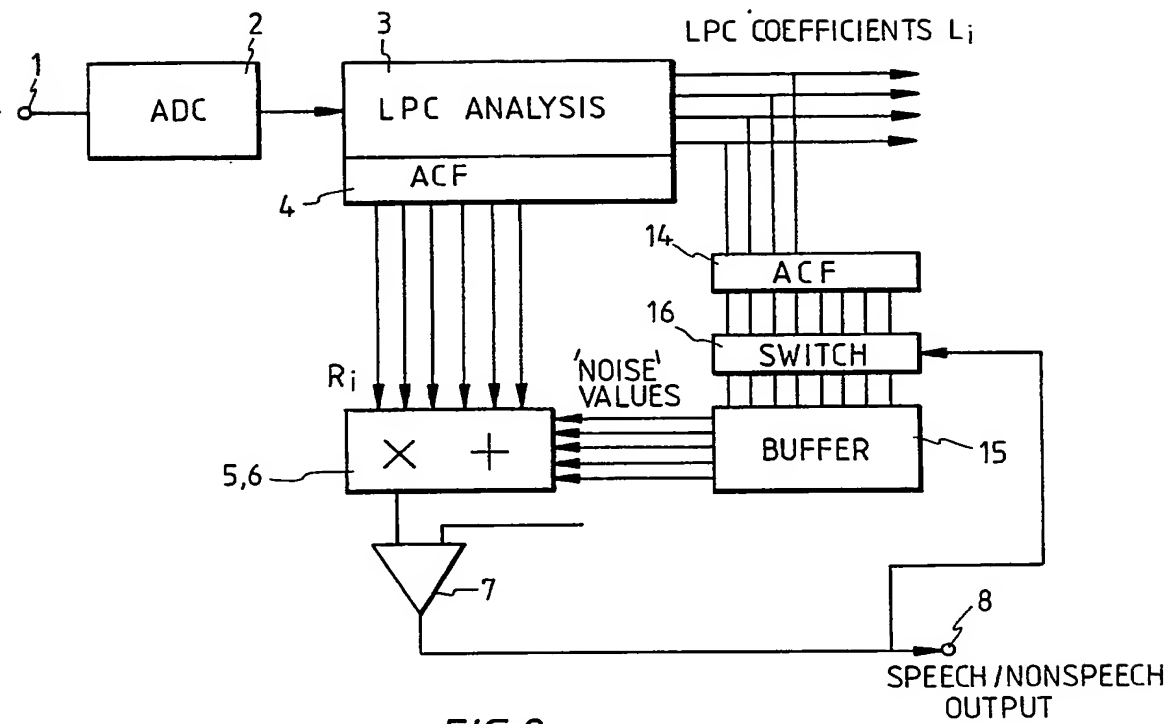 LPC COEFFICIENTS Li
1
2
3
ADC
LPC ANALYSIS
ACF
4
14
ACF
16
SWITCH
Ri
'NOISE'
VALUES
× +
BUFFER
15
5,6
7
8
SPEECH/NONSPEECH
OUTPUT